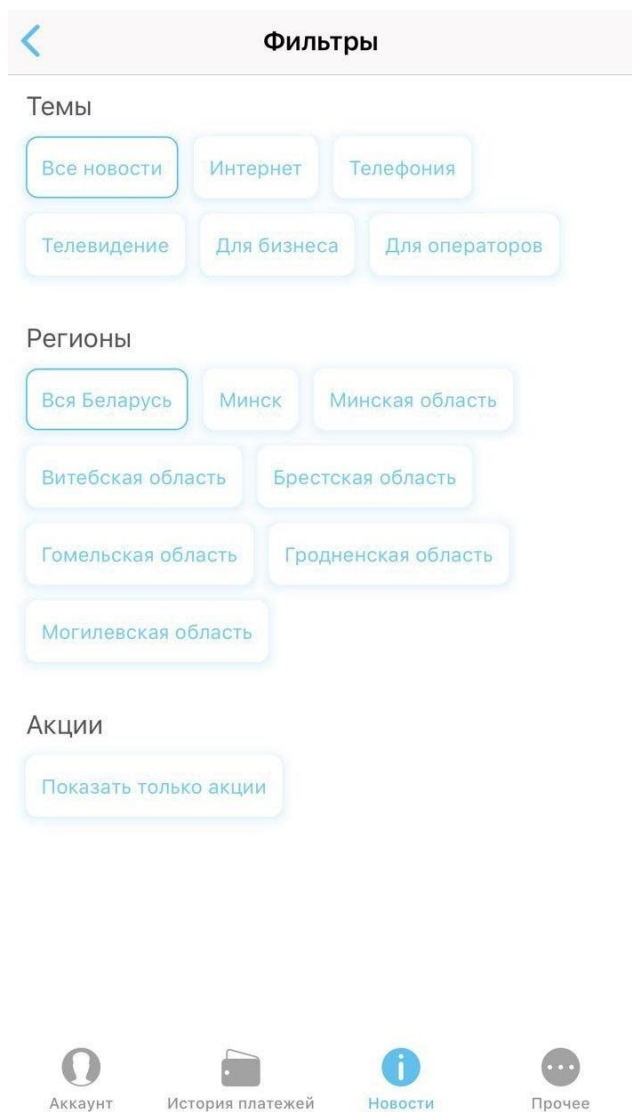 Фильтры
Темы
Все новости Интернет Телефония
Телевидение Для бизнеса Для операторов
Регионы
Вся Беларусь Минск Минская область
Витебская область Брестская область
Гомельская область Гродненская область
Могилевская область
Акции
Показать только акции
Аккаунт История платежей Новости Прочее